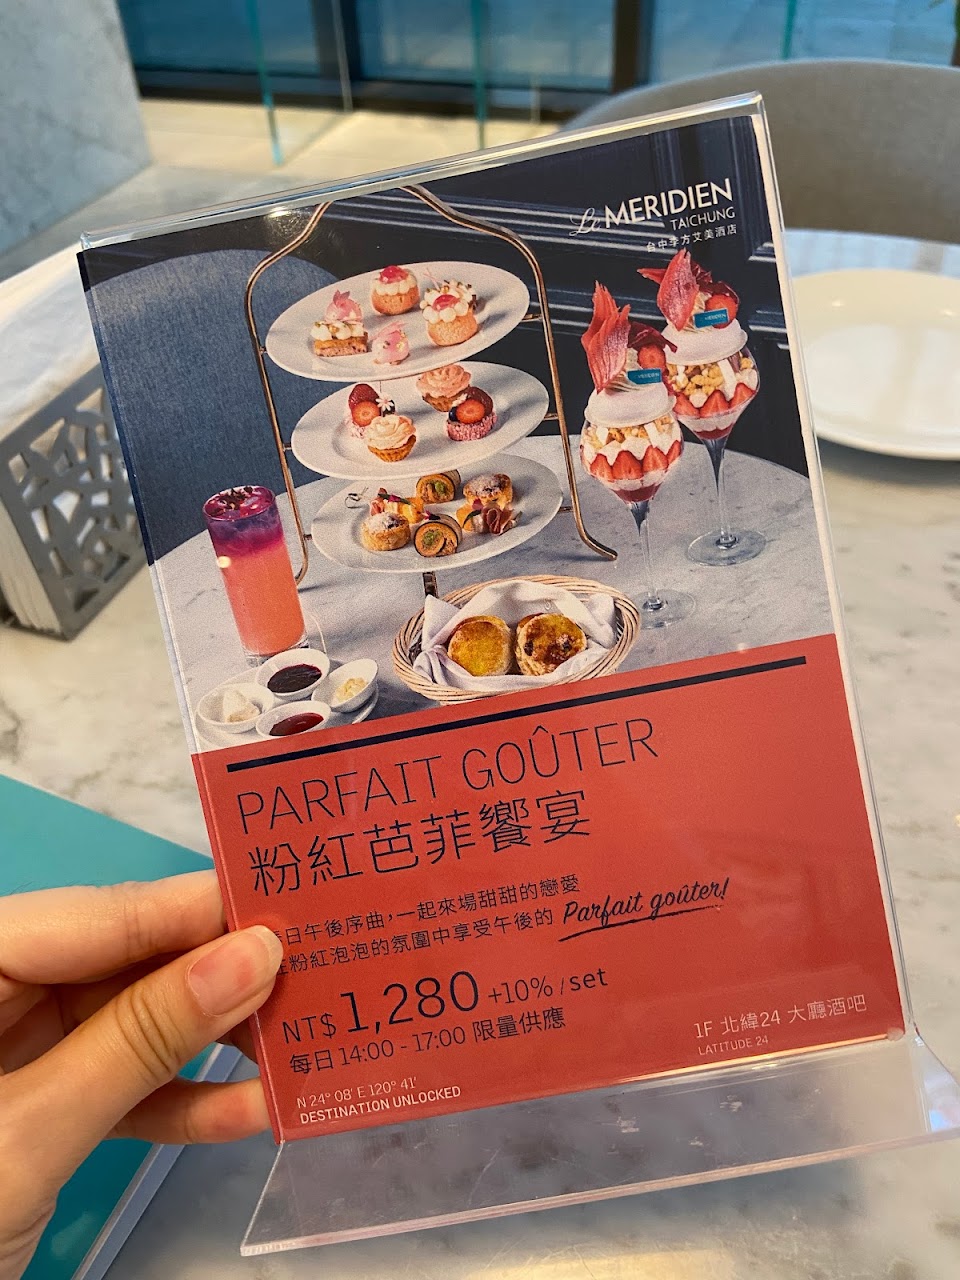 Le MERIDIEN
TAICHUNG
台中李方艾美酒店
PARFAIT GOÛTER
粉紅芭菲饗宴
日午後序曲,一起來場甜甜的戀愛
粉紅泡泡的氛圍中享受午後的 Parfait goûter!
NT$ 1,280 +10% / set
每日 14:00 - 17:00 限量供應
1F 北緯24 大廳酒吧
LATITUDE 24
N 24° 08' E 120° 41'
DESTINATION UNLOCKED